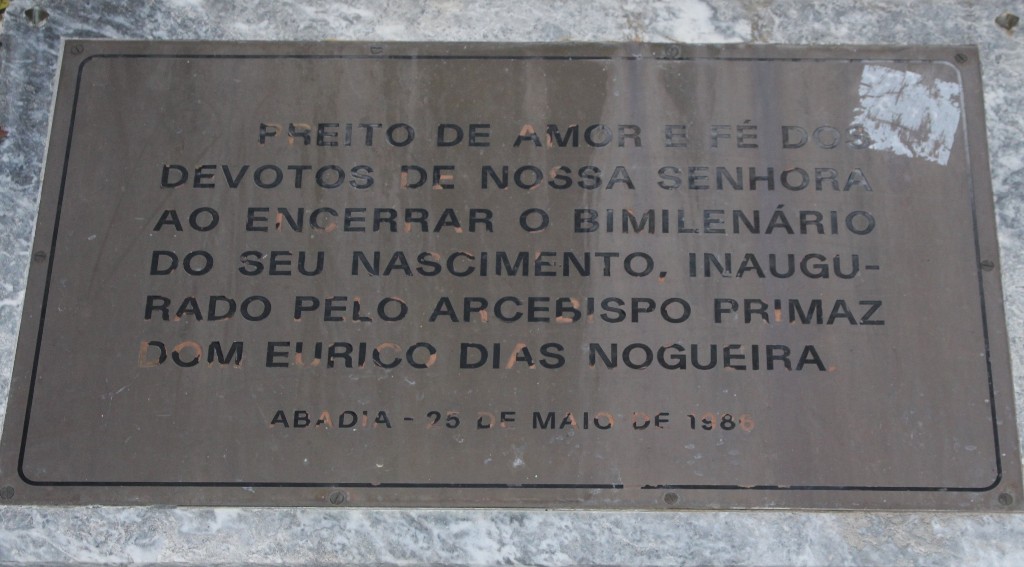 PREITO DE AMOR E FÉ DOS
DEVOTOS DE NOSSA SENHORA
AO ENCERRAR O BIMILENÁRIO
DO SEU NASCIMENTO, INAUGU-
RADO PELO ARCEBISPO PRIMAZ
DOM EURICO DIAS NOGUEIRA.
ABADIA - 25 DE MAIO DE 1986